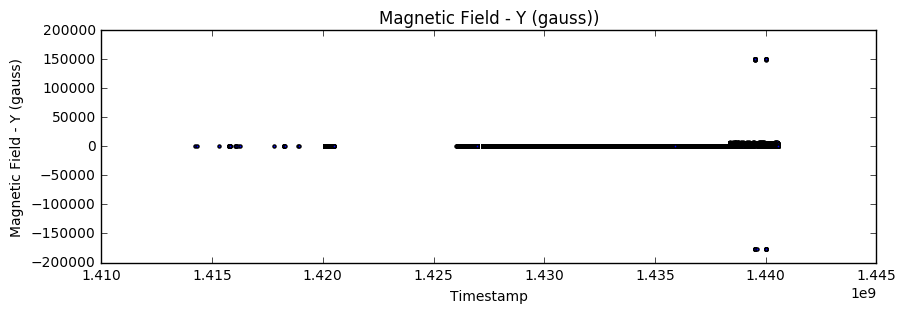 Magnetic Field - Y (gauss))
200000
150000
100000
50000
0
−50000
−100000
−150000
−200000
Magnetic Field - Y (gauss)
1.410 1.415 1.420 1.425 1.430 1.435 1.440 1.445
1e9
Timestamp